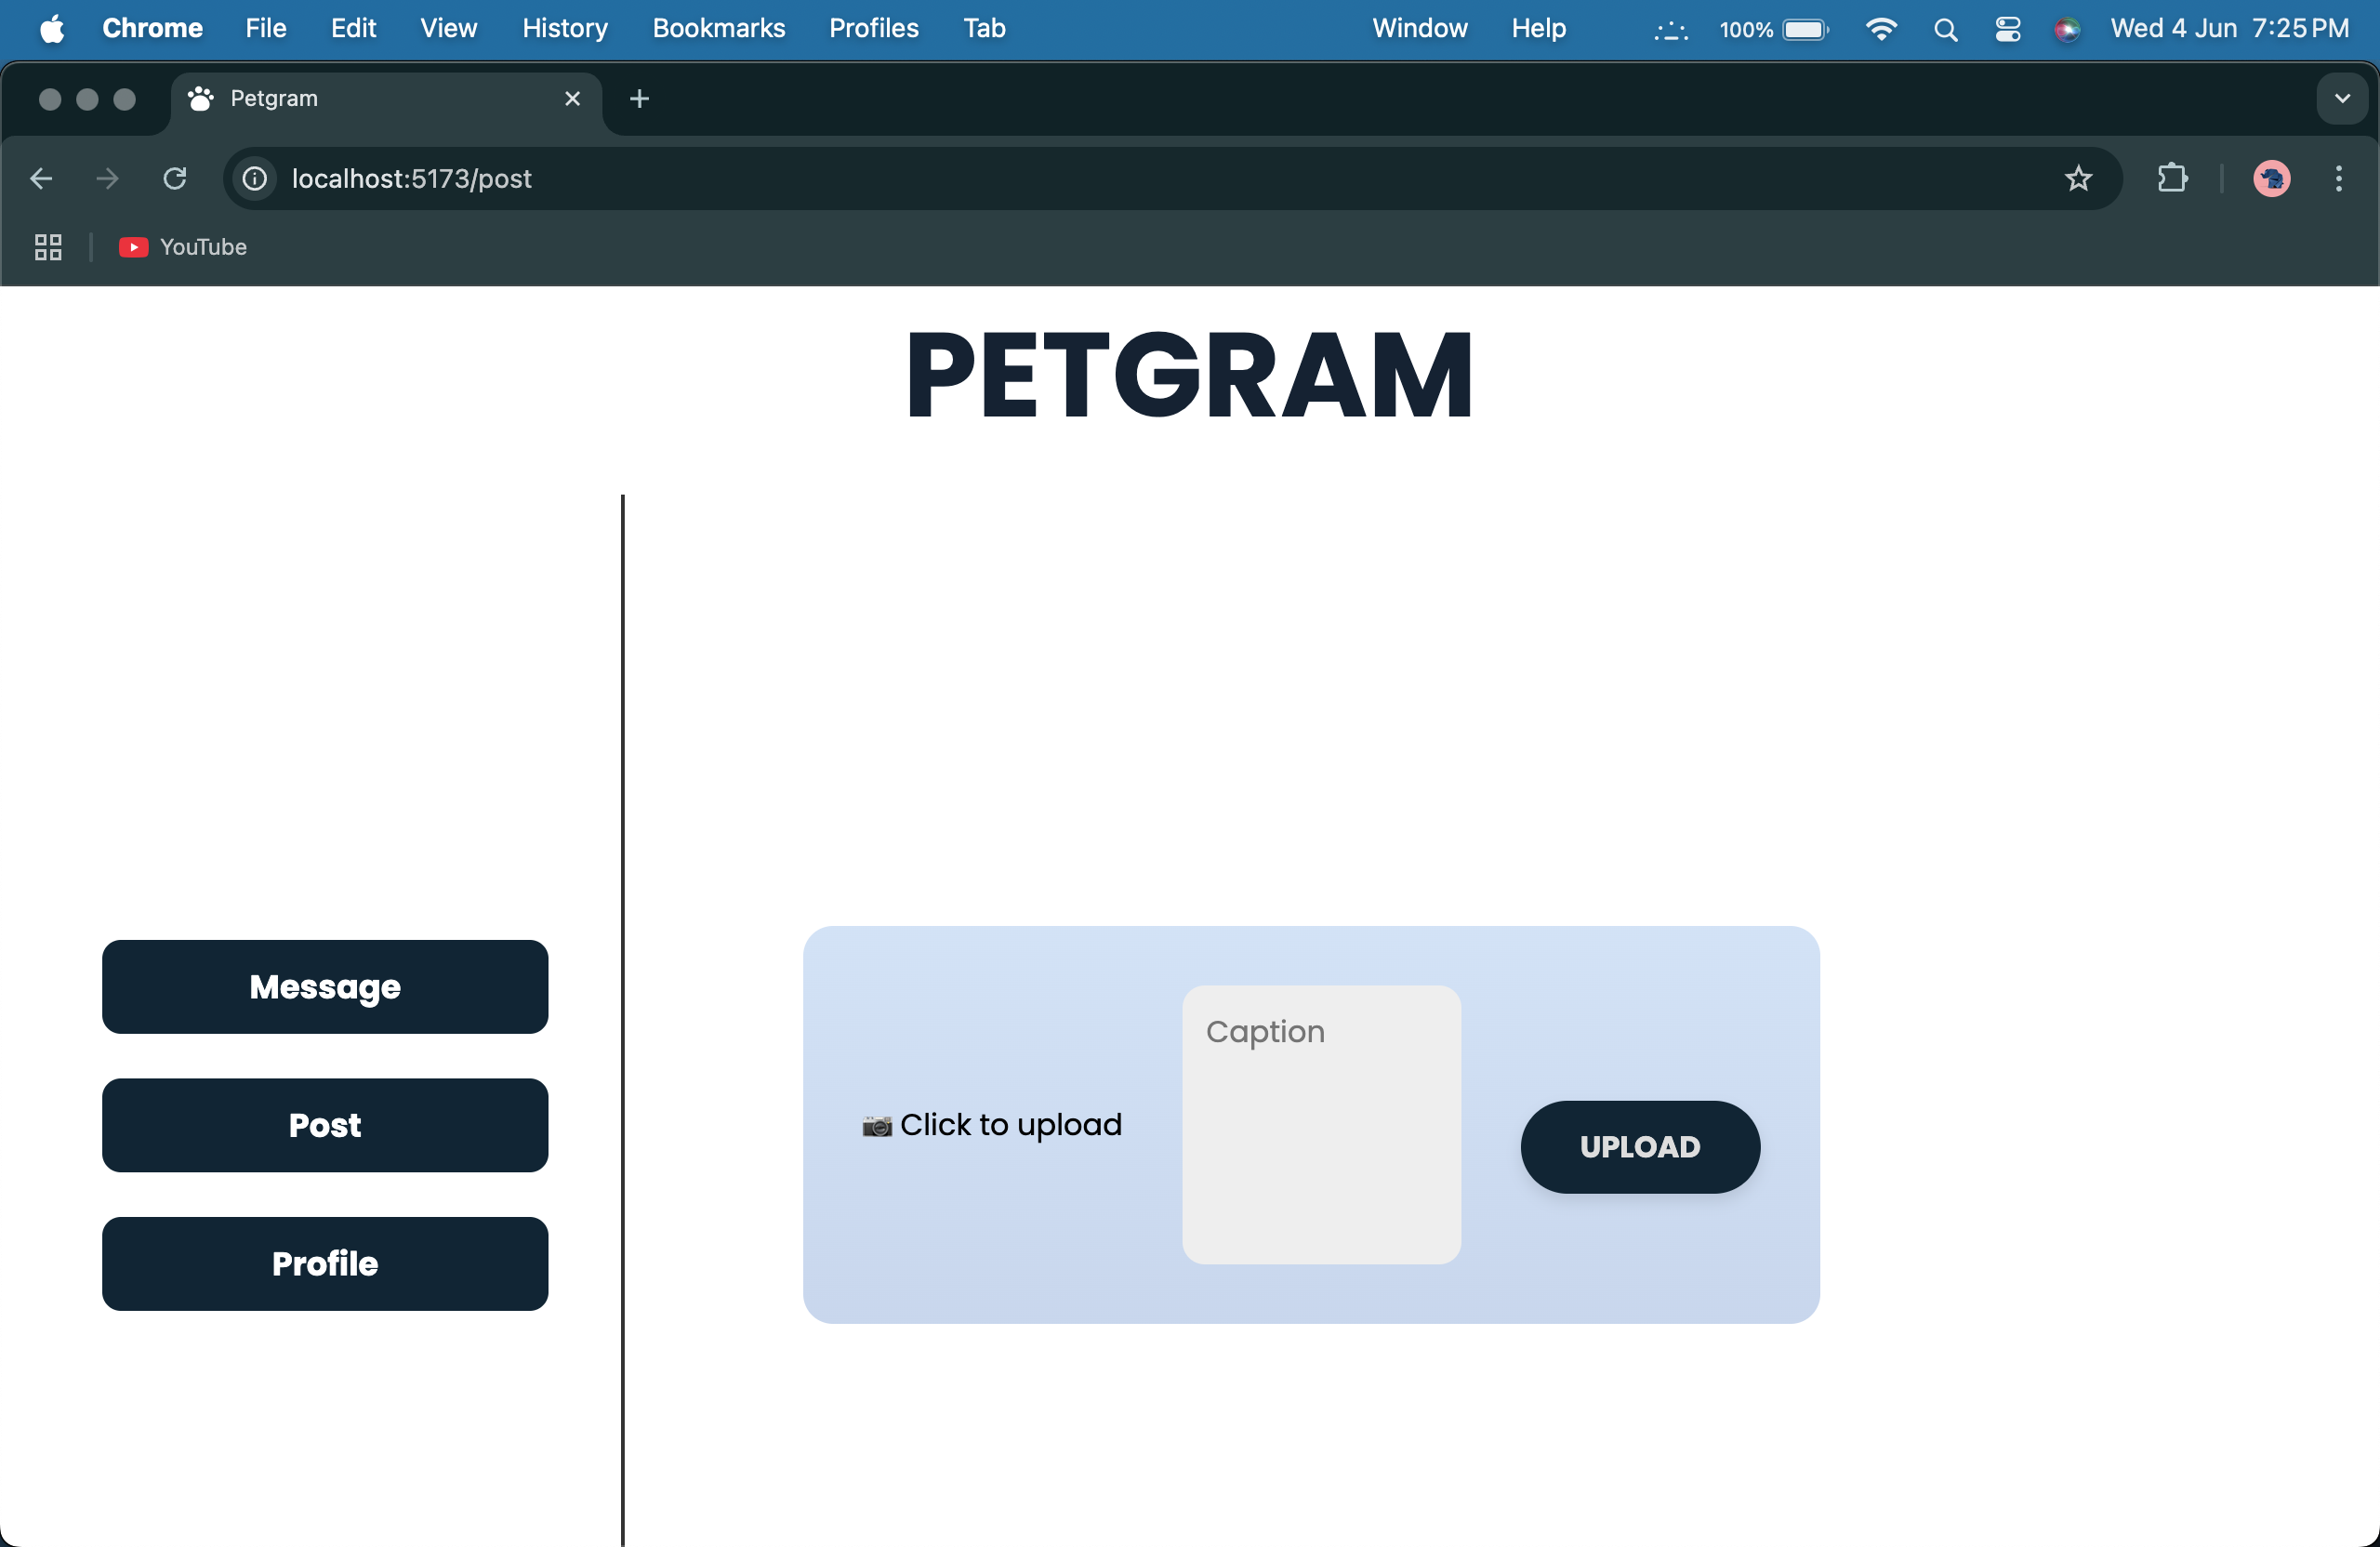 Chrome File Edit View History Bookmarks Profiles Tab Window Help 100% Wed 4 Jun 7:25 PM
Petgram
localhost:5173/post
YouTube
PETGRAM
Message
Post
Profile
Click to upload
Caption
UPLOAD